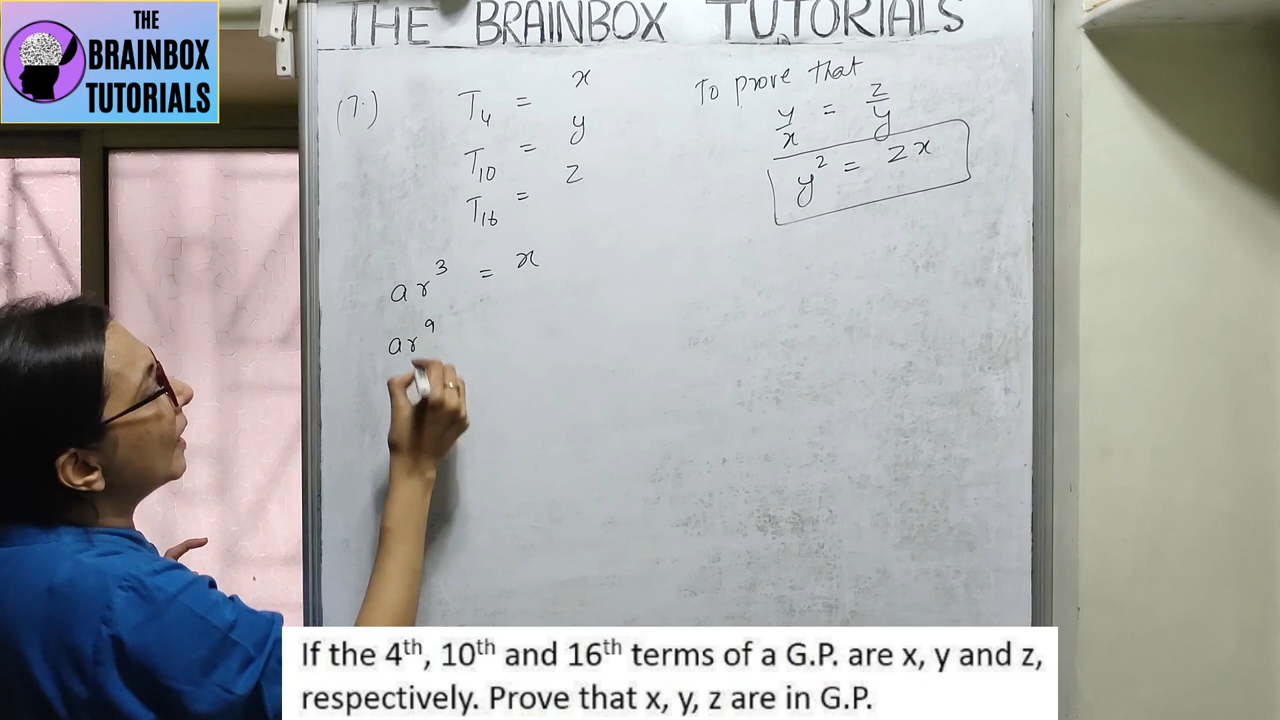 THE
BRAINBOX
TUTORIALS
THE BRAINBOX TUTORIALS
(7.)
T₄ = x
T₁₀ = y
T₁₆ = z
To prove that
y/x = z/y
y² = zx
ar³ = x
ar⁹
If the 4ᵗʰ, 10ᵗʰ and 16ᵗʰ terms of a G.P. are x, y and z,
respectively. Prove that x, y, z are in G.P.